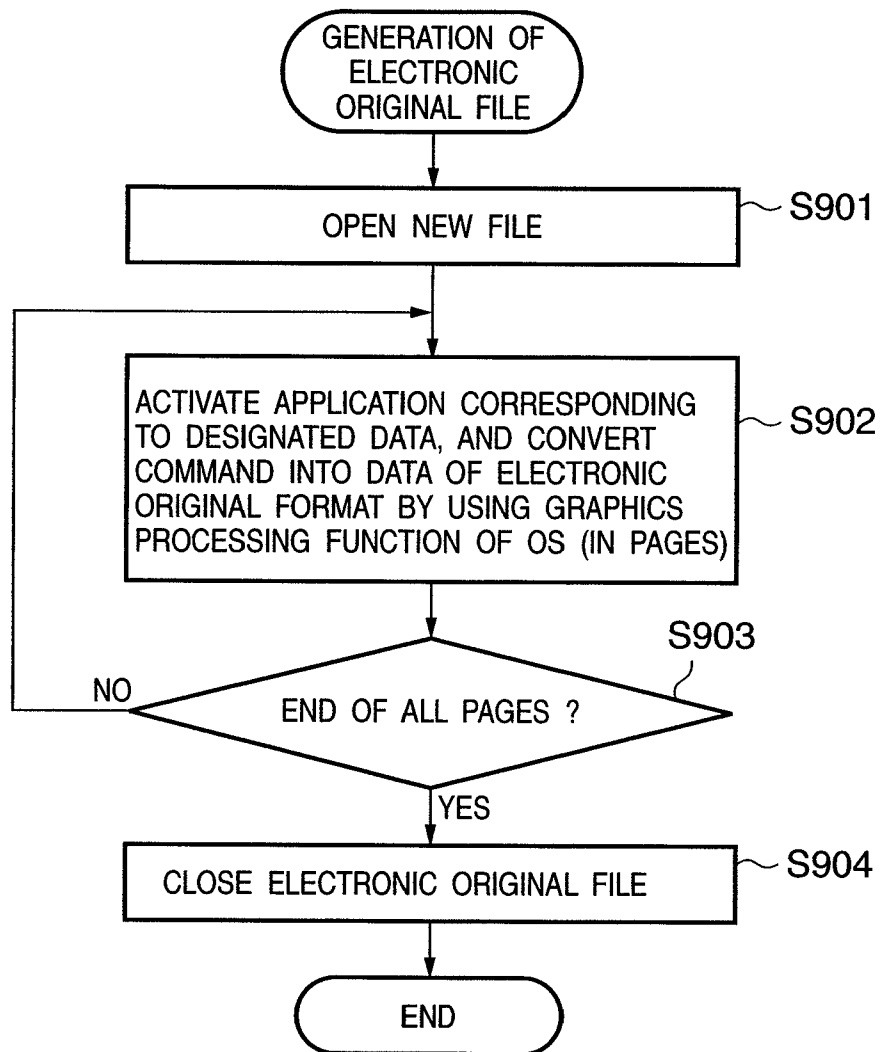 GENERATION OF
ELECTRONIC
ORIGINAL FILE
OPEN NEW FILE
S901
ACTIVATE APPLICATION CORRESPONDING
TO DESIGNATED DATA, AND CONVERT
COMMAND INTO DATA OF ELECTRONIC
ORIGINAL FORMAT BY USING GRAPHICS
PROCESSING FUNCTION OF OS (IN PAGES)
S902
S903
NO
END OF ALL PAGES ?
YES
CLOSE ELECTRONIC ORIGINAL FILE
S904
END